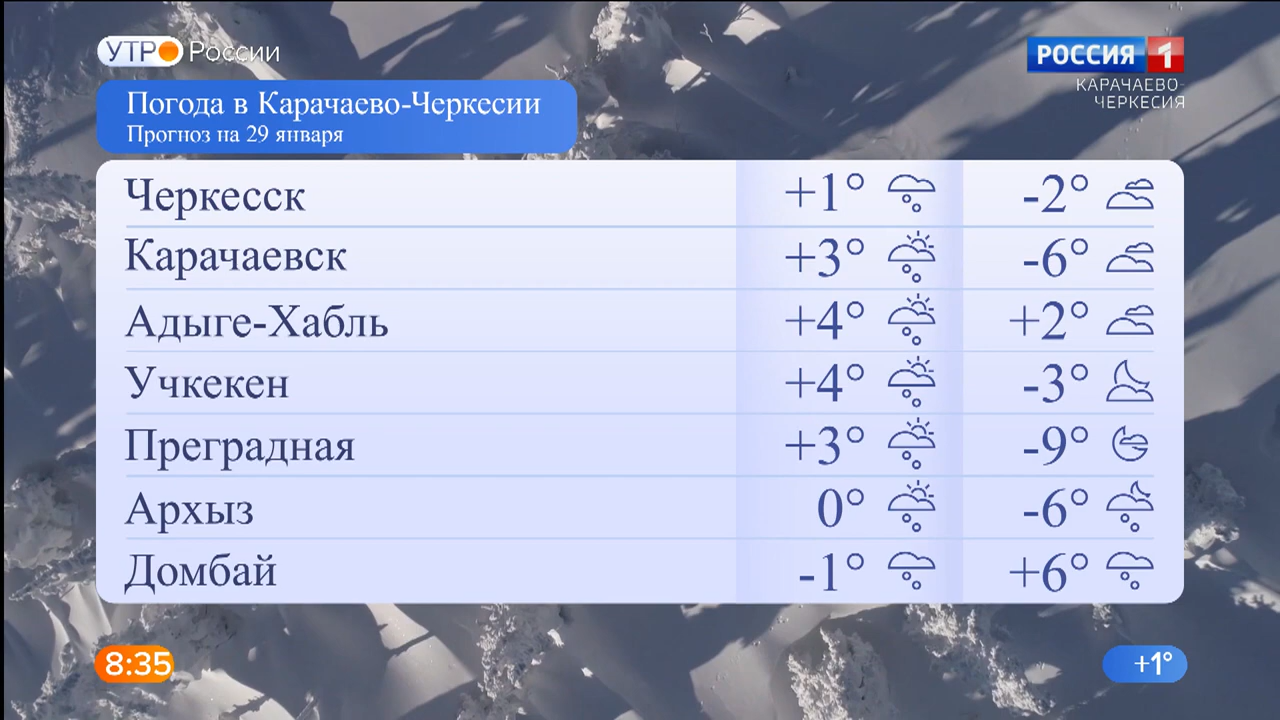 УТРО России
РОССИЯ 1
КАРАЧАЕВО-
ЧЕРКЕСИЯ
Погода в Карачаево-Черкесии
Прогноз на 29 января
Черкесск +1° -2°
Карачаевск +3° -6°
Адыге-Хабль +4° +2°
Учкекен +4° -3°
Преградная +3° -9°
Архыз 0° -6°
Домбай -1° +6°
8:35 +1°